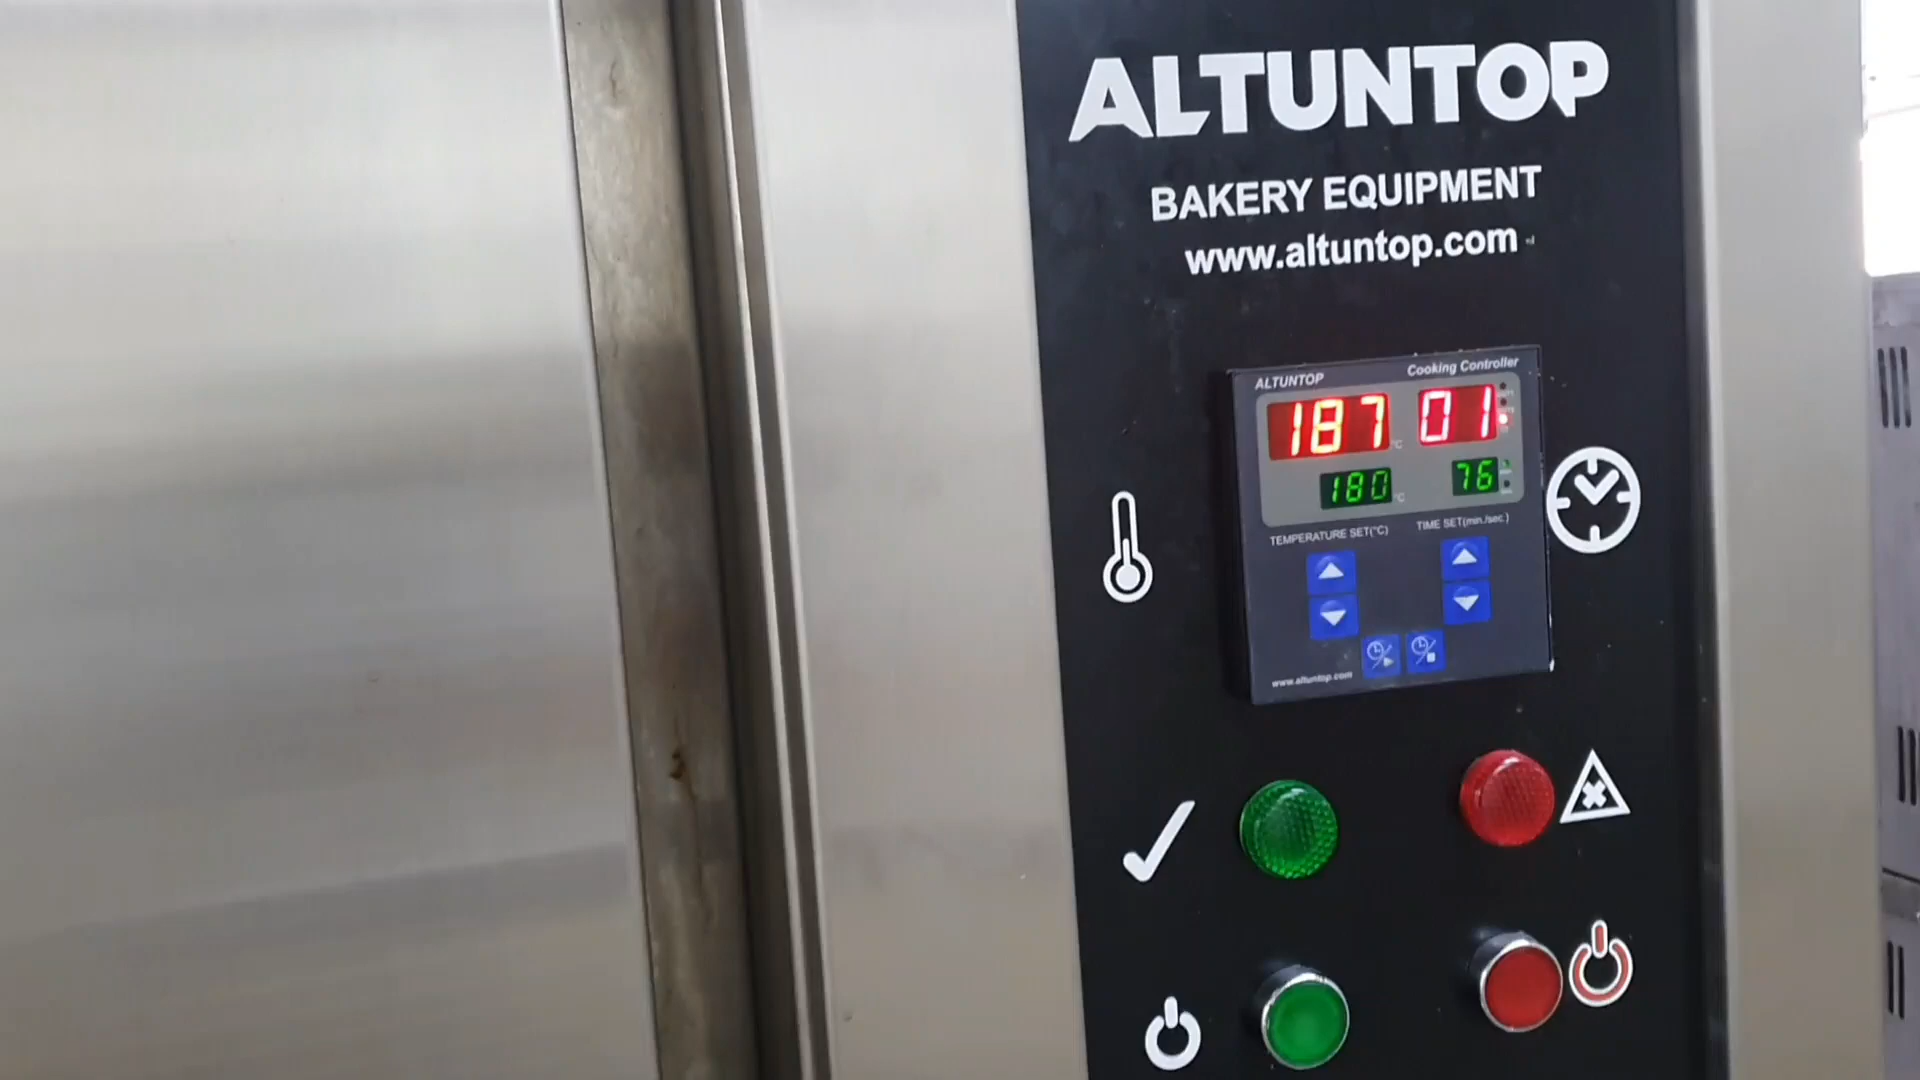 ALTUNTOP
BAKERY EQUIPMENT
www.altuntop.com
ALTUNTOP Cooking Controller
187 °C 01
180 °C 76
TEMPERATURE SET(°C) TIME SET(min./sec.)
www.altuntop.com